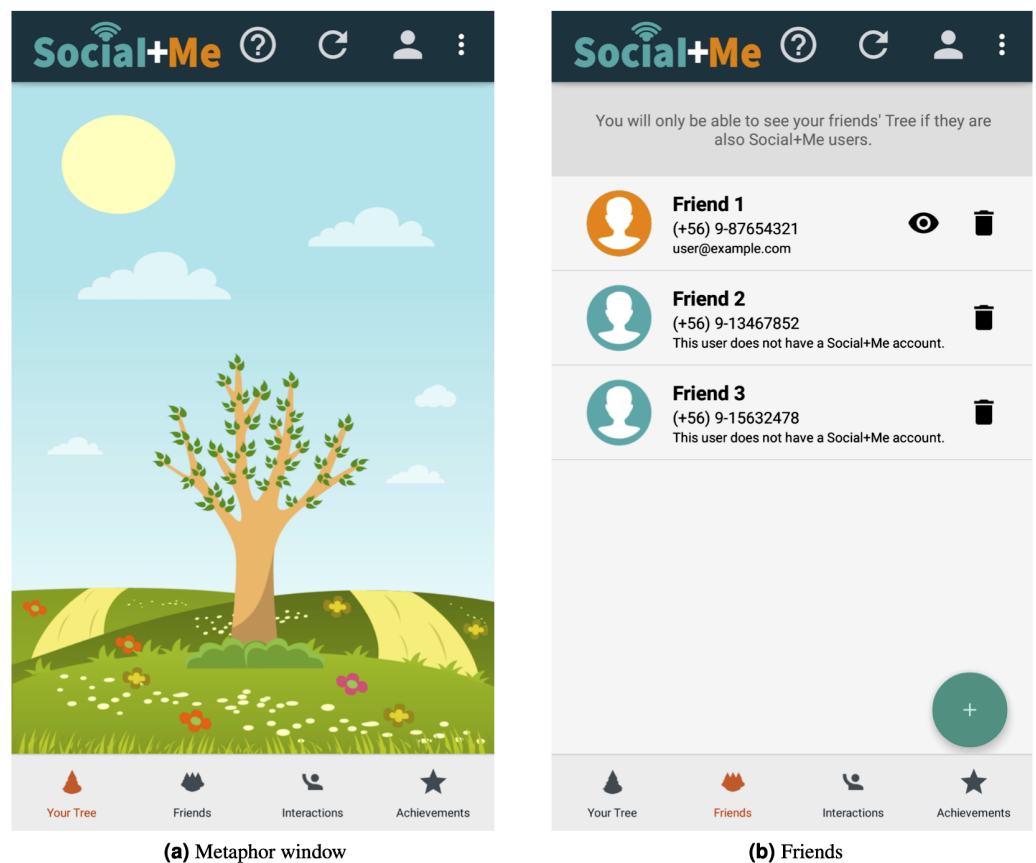 Social+Me
Your Tree
Friends
Interactions
Achievements
(a) Metaphor window
Social+Me
You will only be able to see your friends' Tree if they are
also Social+Me users.
Friend 1
(+56) 9-87654321
user@example.com
Friend 2
(+56) 9-13467852
This user does not have a Social+Me account.
Friend 3
(+56) 9-15632478
This user does not have a Social+Me account.
+
Your Tree
Friends
Interactions
Achievements
(b) Friends